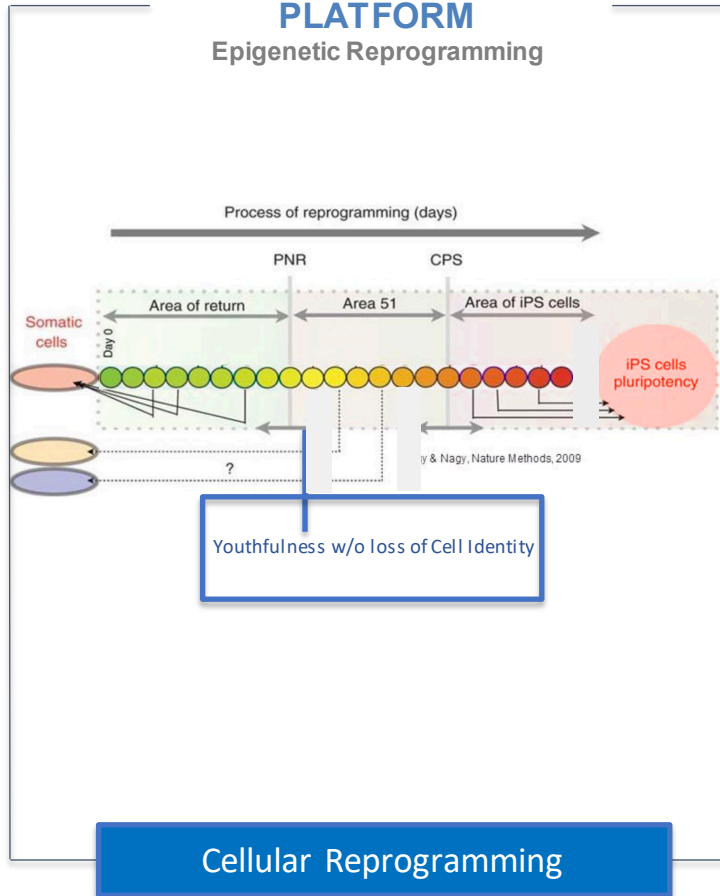 PLATFORM
Epigenetic Reprogramming
Process of reprogramming (days)
PNR
CPS
Area of return
Area 51
Area of iPS cells
Somatic
cells
Day 0
iPS cells
pluripotency
?
& Nagy, Nature Methods, 2009
Youthfulness w/o loss of Cell Identity
Cellular Reprogramming